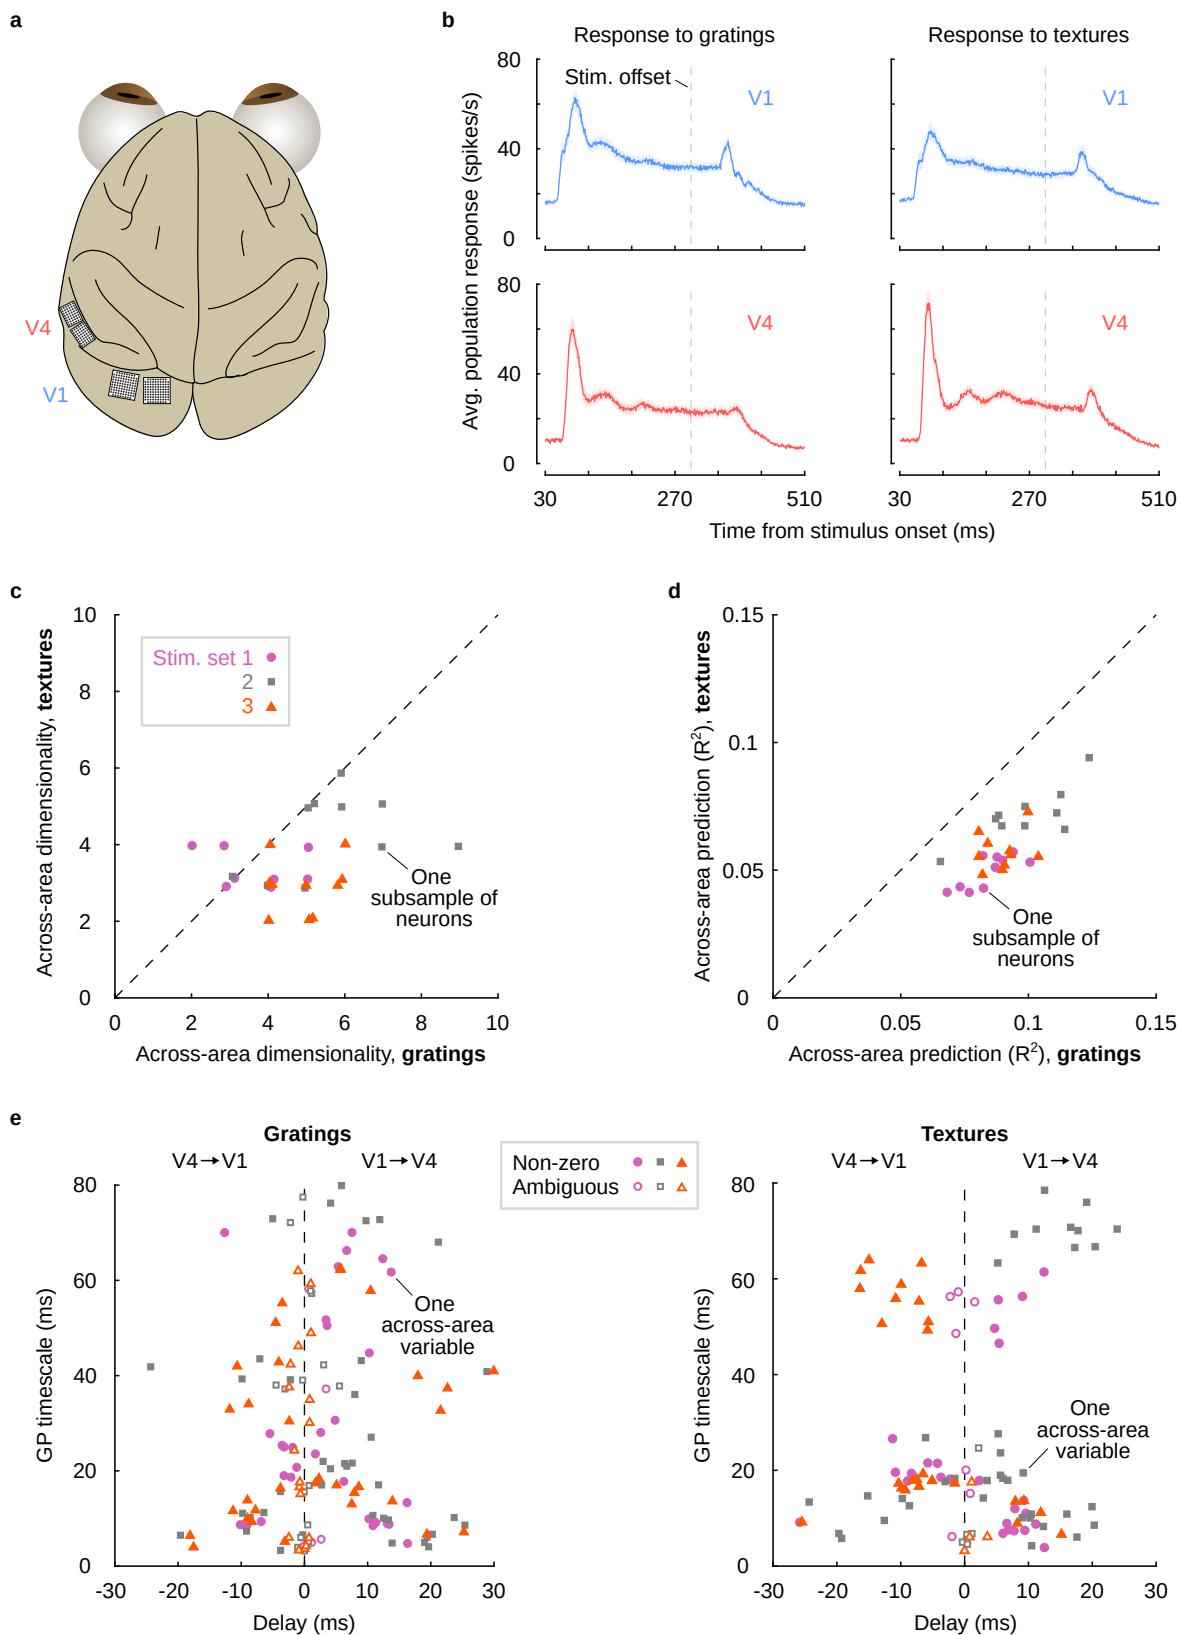 a
V4
V1
b
Response to gratings
Response to textures
Avg. population response (spikes/s)
80
40
0
Stim. offset
V1
V1
80
40
0
V4
V4
30
270
510
30
270
510
Time from stimulus onset (ms)
c
Across-area dimensionality, textures
10
8
6
4
2
0
Stim. set 1
2
3
One
subsample of
neurons
0
2
4
6
8
10
Across-area dimensionality, gratings
d
Across-area prediction (R²), textures
0.15
0.1
0.05
0
One
subsample of
neurons
0
0.05
0.1
0.15
Across-area prediction (R²), gratings
e
Gratings
V4→V1
V1→V4
GP timescale (ms)
80
60
40
20
0
One
across-area
variable
-30
-20
-10
0
10
20
30
Delay (ms)
Non-zero
Ambiguous
Textures
V4→V1
V1→V4
GP timescale (ms)
80
60
40
20
0
One
across-area
variable
-30
-20
-10
0
10
20
30
Delay (ms)